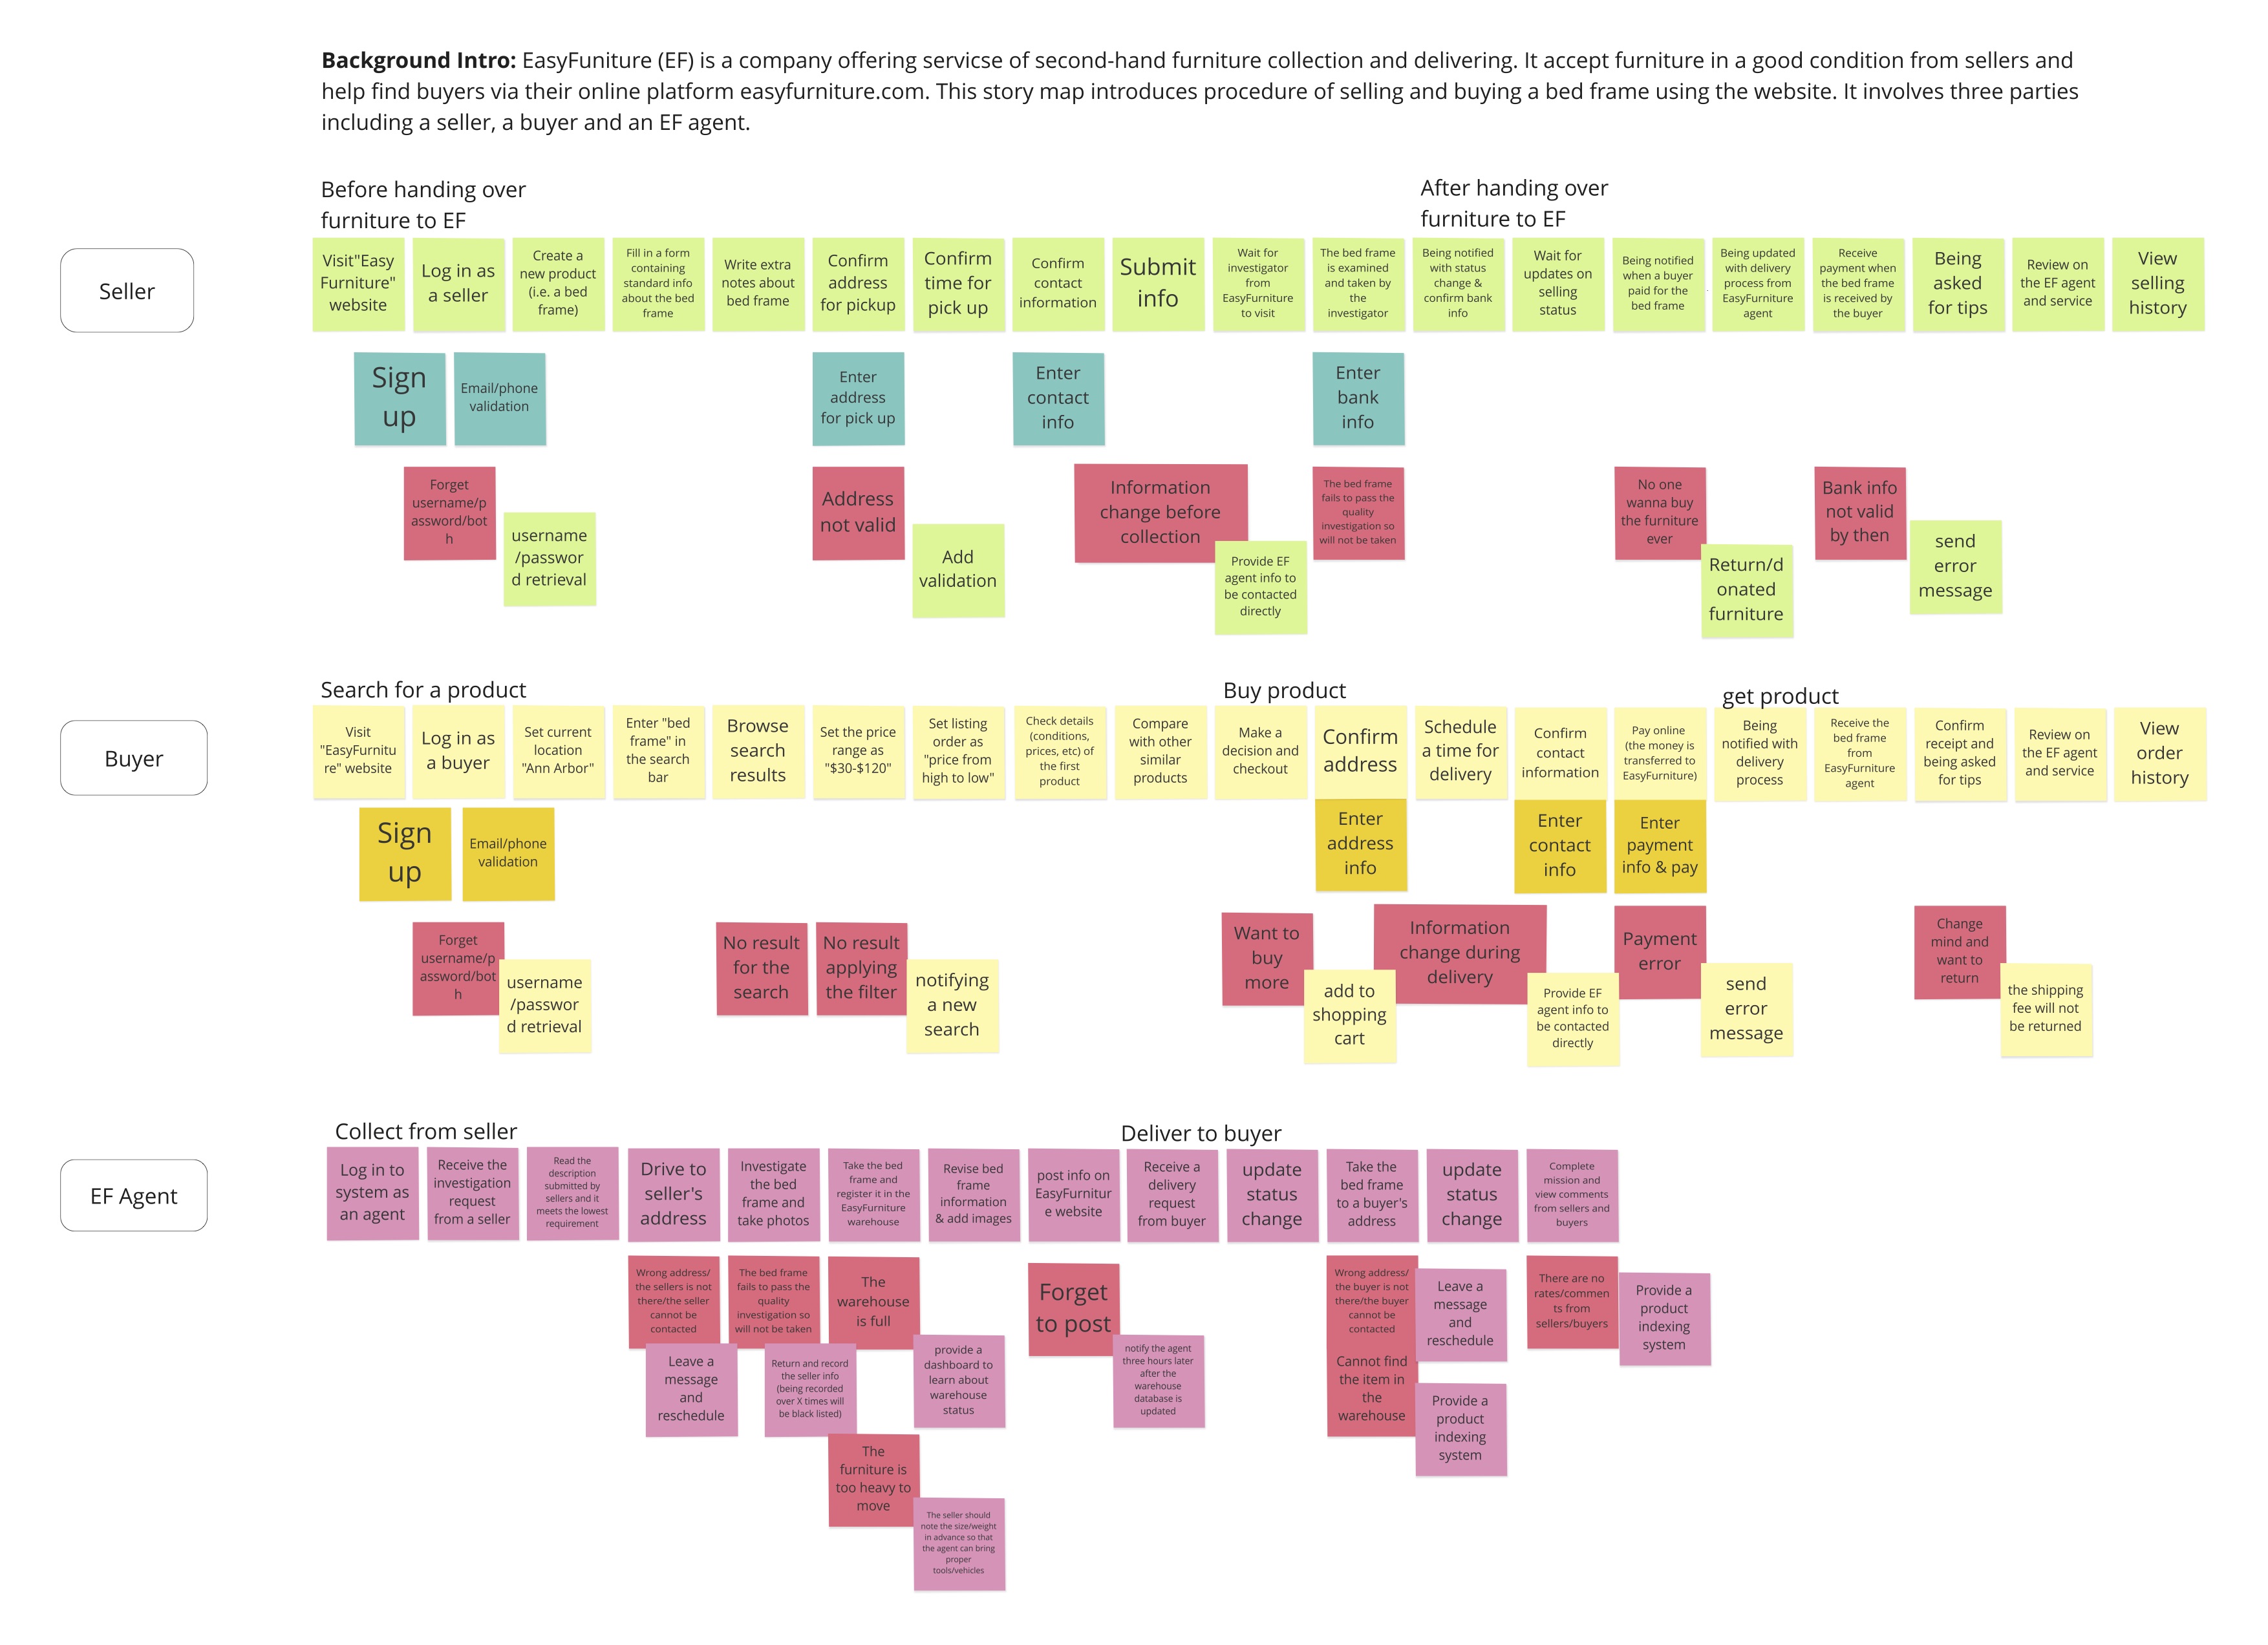 Background Intro: EasyFuniture (EF) is a company offering servicse of second-hand furniture collection and delivering. It accept furniture in a good condition from sellers and
help find buyers via their online platform easyfurniture.com. This story map introduces procedure of selling and buying a bed frame using the website. It involves three parties
including a seller, a buyer and an EF agent.
Before handing over
furniture to EF
After handing over
furniture to EF
Seller
Visit"Easy
Furniture"
website
Log in as
a seller
Create a
new product
(i.e. a bed
frame)
Fill in a form
containing
standard info
about the bed
frame
Write extra
notes about
bed frame
Confirm
address
for pickup
Confirm
time for
pick up
Confirm
contact
information
Submit
info
Wait for
investigator
from
EasyFurniture
to visit
The bed frame
is examined
and taken by
the
investigator
Being notified
with status
change &
confirm bank
info
Wait for
updates on
selling
status
Being notified
when a buyer
paid for the
bed frame
Being updated
with delivery
process from
EasyFurniture
agent
Receive
payment when
the bed frame
is received by
the buyer
Being
asked
for tips
Review on
the EF agent
and service
View
selling
history
Sign
up
Email/phone
validation
Enter
address
for pick up
Enter
contact
info
Enter
bank
info
Forget
username/p
assword/bot
h
username
/passwor
d retrieval
Address
not valid
Add
validation
Information
change before
collection
Provide EF
agent info to
be contacted
directly
The bed frame
fails to pass the
quality
investigation so
will not be taken
No one
wanna buy
the furniture
ever
Return/d
onated
furniture
Bank info
not valid
by then
send
error
message
Search for a product
Buy product
get product
Buyer
Visit
"EasyFurnitu
re" website
Log in as
a buyer
Set current
location
"Ann Arbor"
Enter "bed
frame" in
the search
bar
Browse
search
results
Set the price
range as
"$30-$120"
Set listing
order as
"price from
high to low"
Check details
(conditions,
prices, etc) of
the first
product
Compare
with other
similar
products
Make a
decision and
checkout
Confirm
address
Schedule
a time for
delivery
Confirm
contact
information
Pay online
(the money is
transferred to
EasyFurniture)
Being
notified with
delivery
process
Receive the
bed frame
from
EasyFurniture
agent
Confirm
receipt and
being asked
for tips
Review on
the EF agent
and service
View
order
history
Sign
up
Email/phone
validation
Enter
address
info
Enter
contact
info
Enter
payment
info & pay
Forget
username/p
assword/bot
h
username
/passwor
d retrieval
No result
for the
search
No result
applying
the filter
notifying
a new
search
Want to
buy
more
add to
shopping
cart
Information
change during
delivery
Provide EF
agent info to
be contacted
directly
Payment
error
send
error
message
Change
mind and
want to
return
the shipping
fee will not
be returned
Collect from seller
Deliver to buyer
EF Agent
Log in to
system as
an agent
Receive the
investigation
request
from a seller
Read the
description
submitted by
sellers and it
meets the lowest
requirement
Drive to
seller's
address
Investigate
the bed
frame and
take photos
Take the bed
frame and
register it in the
EasyFurniture
warehouse
Revise bed
frame
information
& add images
post info on
EasyFurnitur
e website
Receive a
delivery
request
from buyer
update
status
change
Take the
bed frame
to a buyer's
address
update
status
change
Complete
mission and
view comments
from sellers and
buyers
Wrong address/
the sellers is not
there/the seller
cannot be
contacted
Leave a
message
and
reschedule
The bed frame
fails to pass the
quality
investigation so
will not be taken
Return and record
the seller info
(being recorded
over X times will
be black listed)
The
warehouse
is full
provide a
dashboard to
learn about
warehouse
status
Forget
to post
notify the agent
three hours later
after the
warehouse
database is
updated
Wrong address/
the buyer is not
there/the buyer
cannot be
contacted
Leave a
message
and
reschedule
There are no
rates/commen
ts from
sellers/buyers
Provide a
product
indexing
system
Cannot find
the item in
the
warehouse
Provide a
product
indexing
system
The
furniture is
too heavy to
move
The seller should
note the size/weight
in advance so that
the agent can bring
proper
tools/vehicles